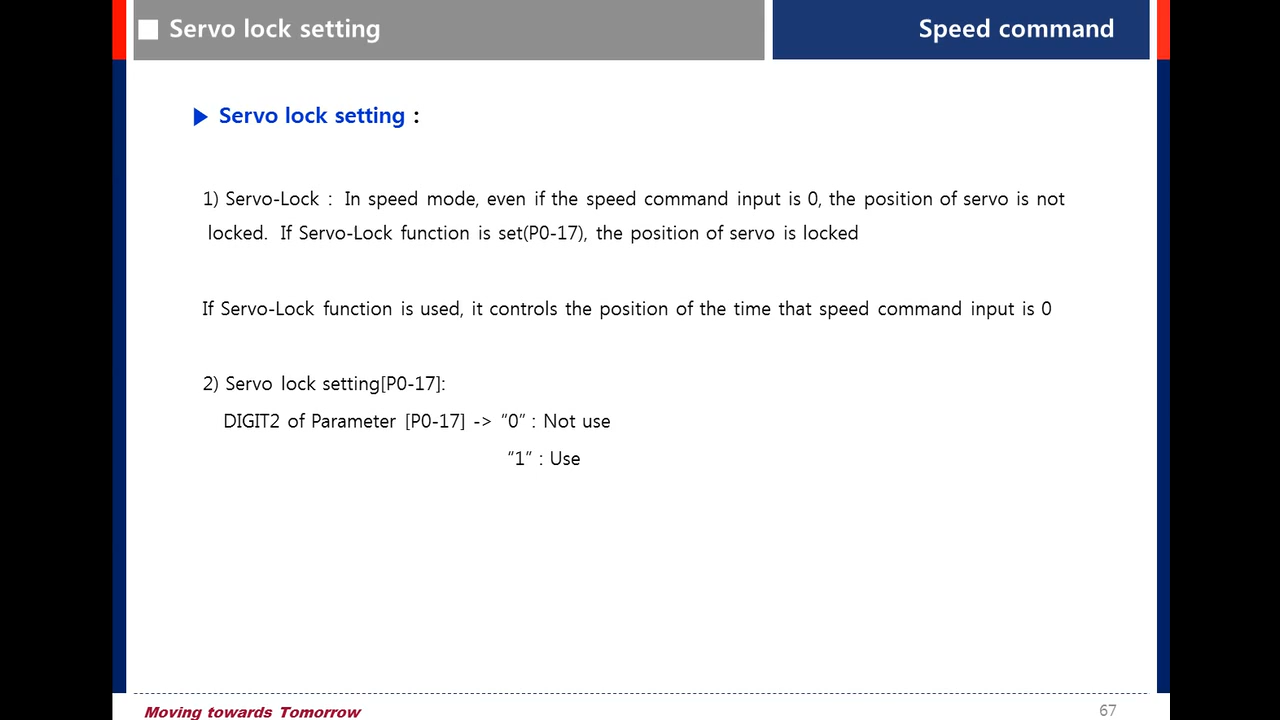 Servo lock setting
Speed command
Servo lock setting :
1) Servo-Lock : In speed mode, even if the speed command input is 0, the position of servo is not
locked. If Servo-Lock function is set(P0-17), the position of servo is locked
If Servo-Lock function is used, it controls the position of the time that speed command input is 0
2) Servo lock setting[P0-17]:
DIGIT2 of Parameter [P0-17] -> “0” : Not use
“1” : Use
Moving towards Tomorrow
67